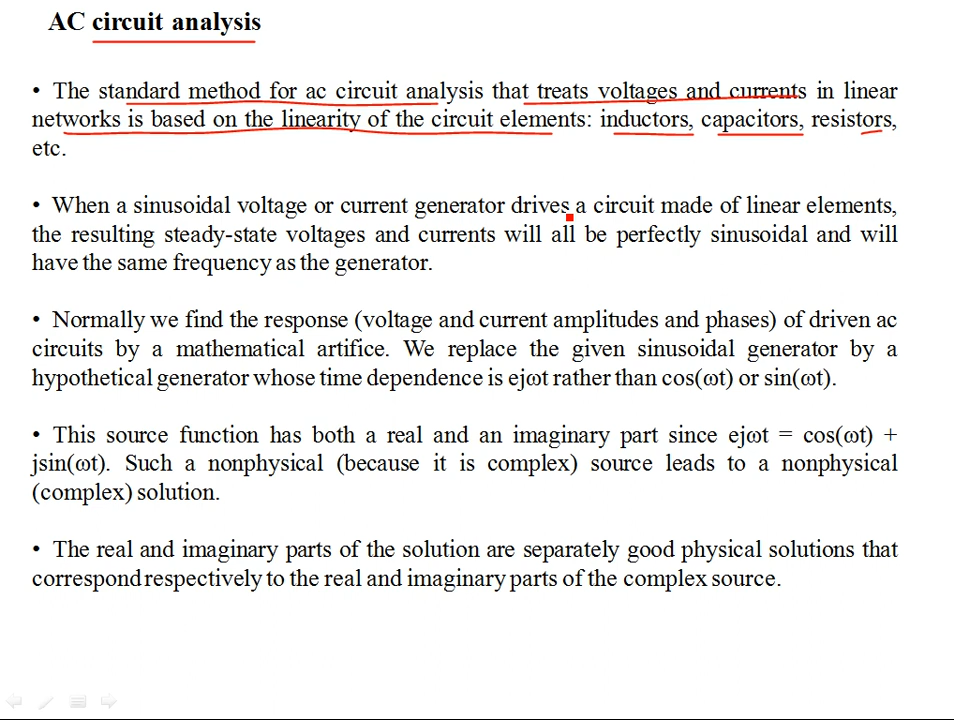 AC circuit analysis
• The standard method for ac circuit analysis that treats voltages and currents in linear
networks is based on the linearity of the circuit elements: inductors, capacitors, resistors,
etc.
• When a sinusoidal voltage or current generator drives a circuit made of linear elements,
the resulting steady-state voltages and currents will all be perfectly sinusoidal and will
have the same frequency as the generator.
• Normally we find the response (voltage and current amplitudes and phases) of driven ac
circuits by a mathematical artifice. We replace the given sinusoidal generator by a
hypothetical generator whose time dependence is ejωt rather than cos(ωt) or sin(ωt).
• This source function has both a real and an imaginary part since ejωt = cos(ωt) +
jsin(ωt). Such a nonphysical (because it is complex) source leads to a nonphysical
(complex) solution.
• The real and imaginary parts of the solution are separately good physical solutions that
correspond respectively to the real and imaginary parts of the complex source.